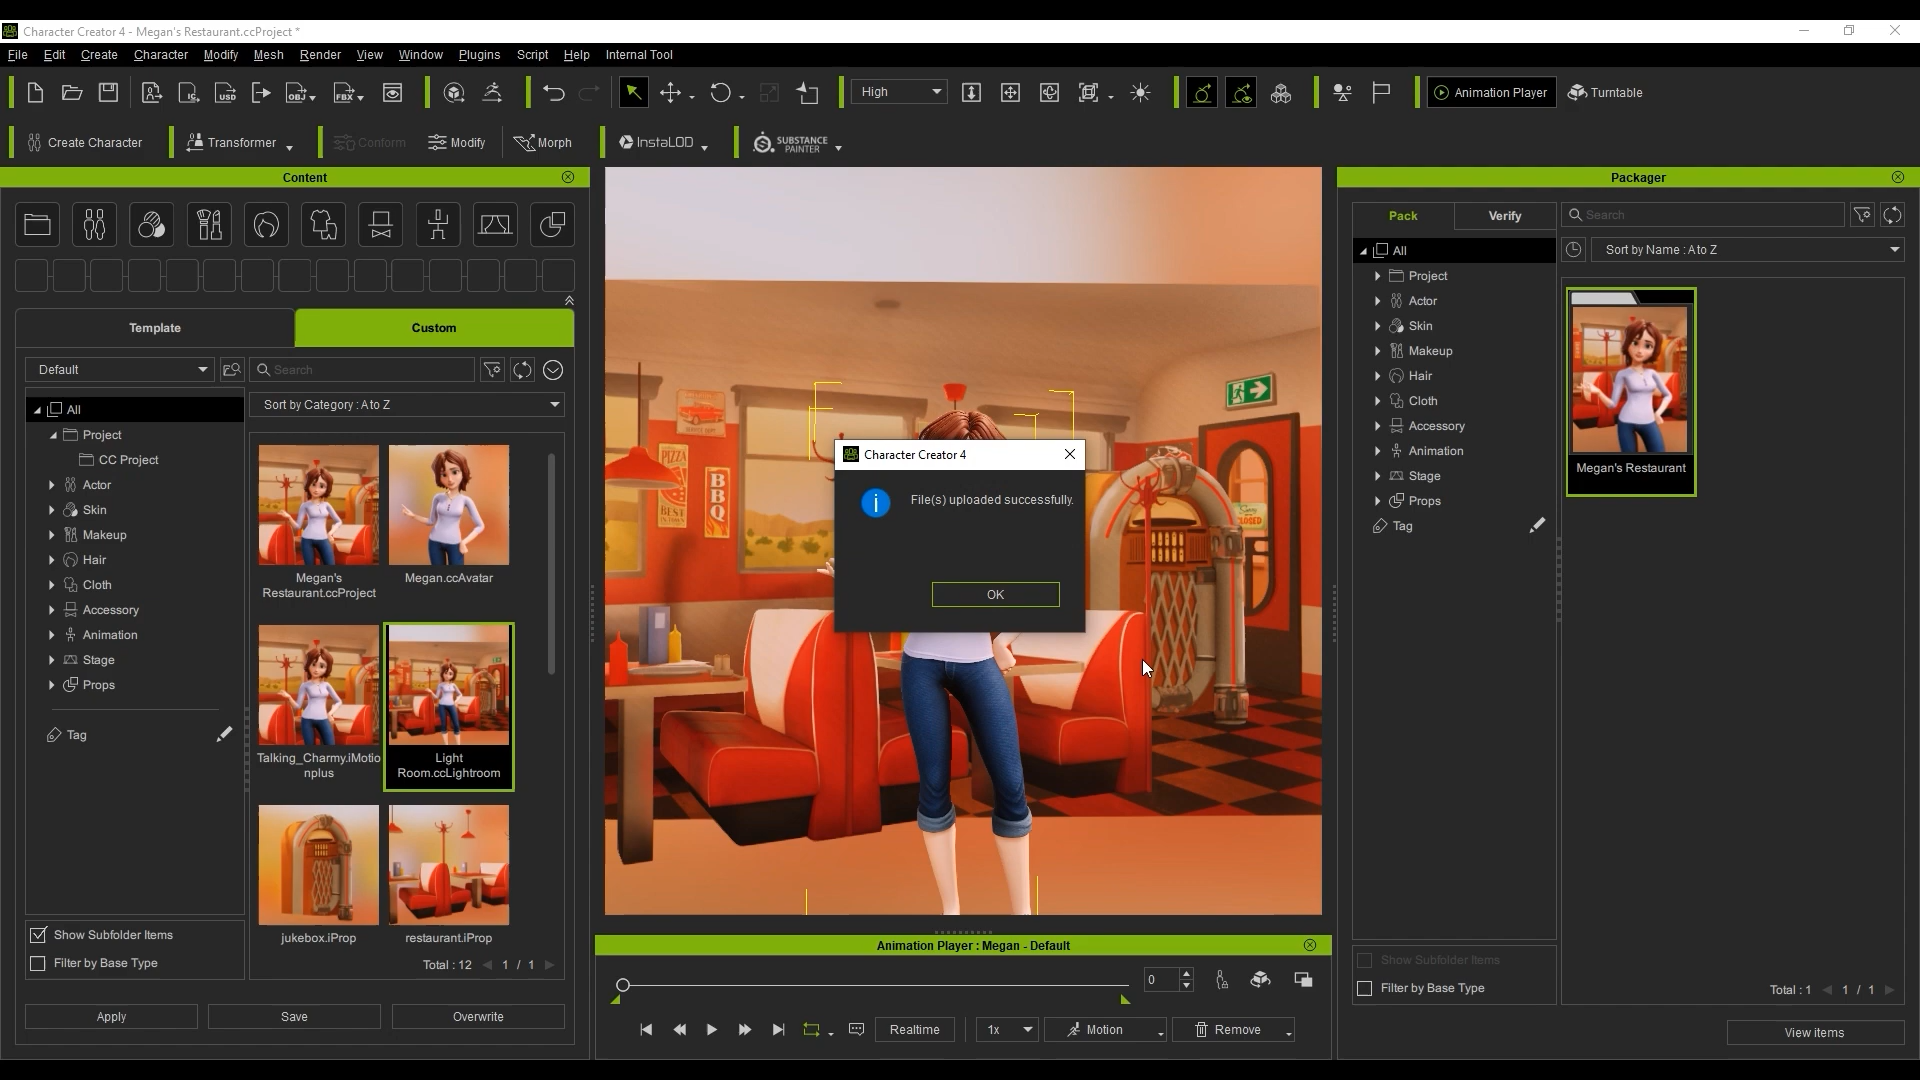 Character Creator 4 - Megan's Restaurant.ccProject *
File Edit Create Character Modify Mesh Render View Window Plugins Script Help Internal Tool
IC USD OBJ FBX High Animation Player Turntable
Create Character Transformer Conform Modify Morph InstaLOD SUBSTANCE PAINTER
Content
Template Custom
Default Search
Sort by Category : A to Z
All
Project
CC Project
Actor
Skin
Makeup
Hair
Cloth
Accessory
Animation
Stage
Props
Tag
Show Subfolder Items
Filter by Base Type
Megan's
Restaurant.ccProject
Megan.ccAvatar
Talking_Charmy.iMotio
nplus
Light
Room.ccLightroom
jukebox.iProp
restaurant.iProp
Total : 12 1 / 1
Apply Save Overwrite
PIZZA
BEST
BBQ
CLOSED
Character Creator 4
File(s) uploaded successfully.
OK
Animation Player : Megan - Default
0
Realtime 1x Motion Remove
Packager
Pack Verify Search
Sort by Name : A to Z
All
Project
Actor
Skin
Makeup
Hair
Cloth
Accessory
Animation
Stage
Props
Tag
Megan's Restaurant
Show Subfolder Items
Filter by Base Type
Total : 1 1 / 1
View items